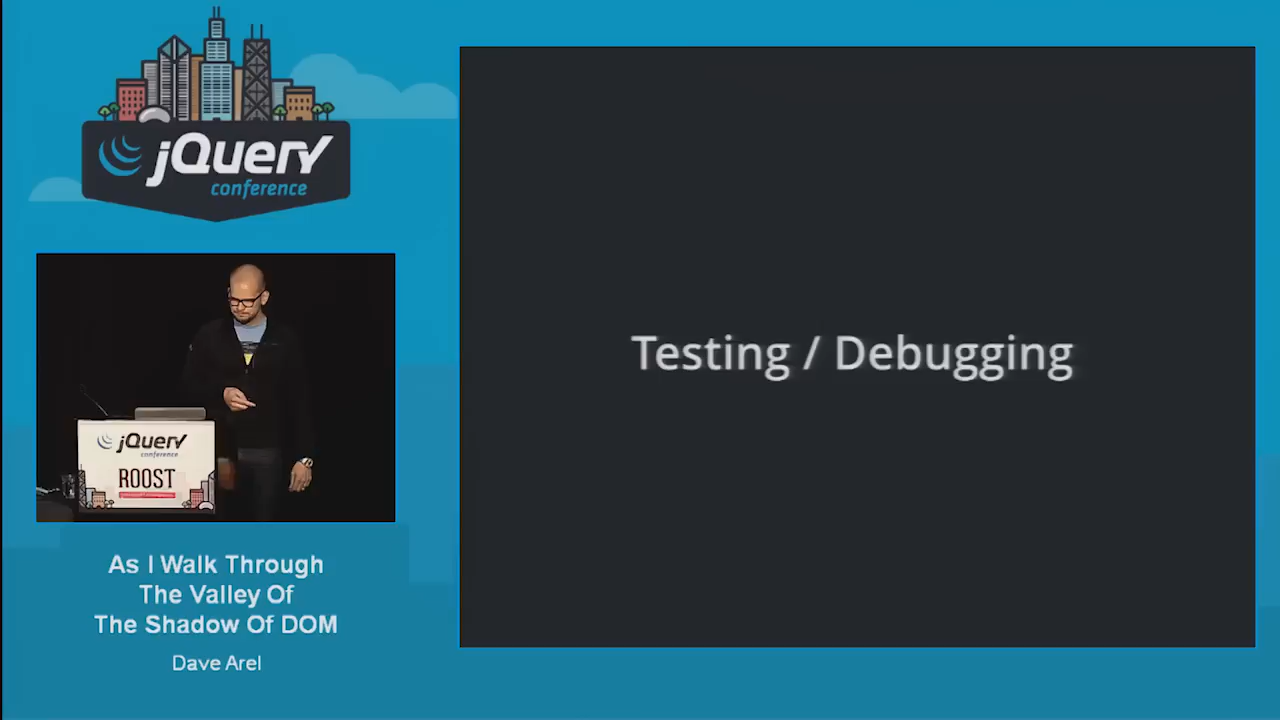 jQuery
conference
jQuery
conference
ROOST
As I Walk Through
The Valley Of
The Shadow Of DOM
Dave Arel
Testing / Debugging